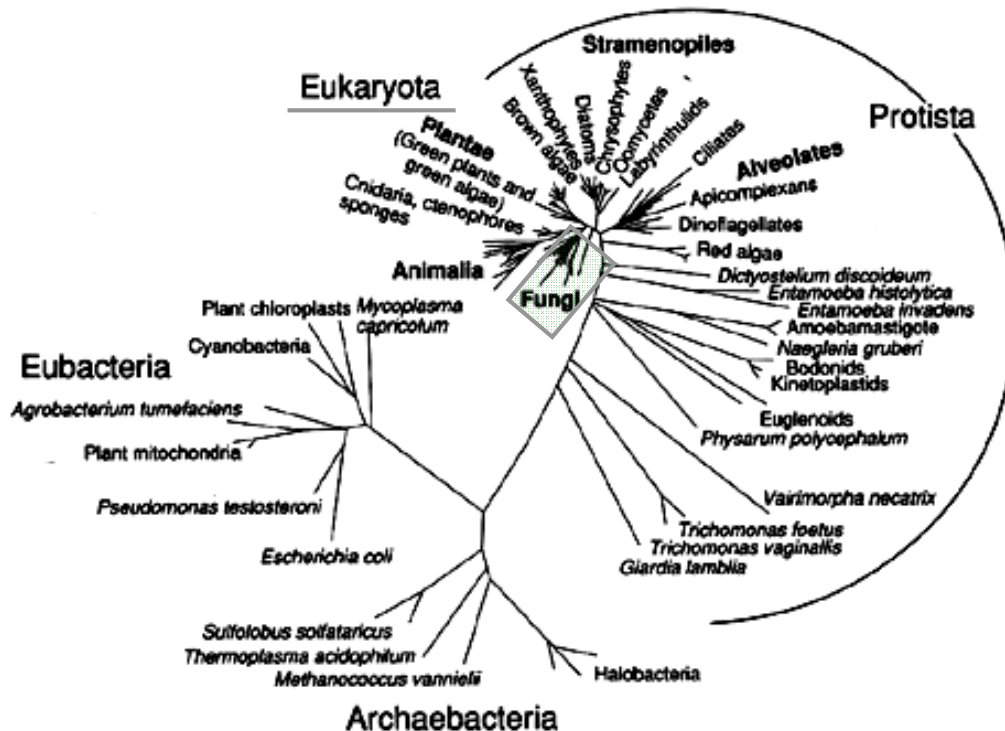 Stramenopiles
Eukaryota
Protista
Xanthophytes
Brown algae
Diatoms
Chrysophytes
Oomycetes
Labyrinthulids
Ciliates
Alveolates
Plantae
(Green plants and
green algae)
Cnidaria, ctenophores
sponges
Apicomplexans
Dinoflagellates
Red algae
Animalia
Fungi
Dictyostelium discoideum
Entamoeba histolytica
Entamoeba invadens
Amoebamastigote
Naegleria gruberi
Bodonids
Kinetoplastids
Euglenoids
Physarum polycephalum
Vairimorpha necatrix
Trichomonas foetus
Trichomonas vaginallis
Giardia lamblia
Plant chloroplasts
Mycoplasma
capricolum
Cyanobacteria
Eubacteria
Agrobacterium tumefaciens
Plant mitochondria
Pseudomonas testosteroni
Escherichia coli
Sulfolobus solfataricus
Thermoplasma acidophilum
Methanococcus vannielii
Halobacteria
Archaebacteria